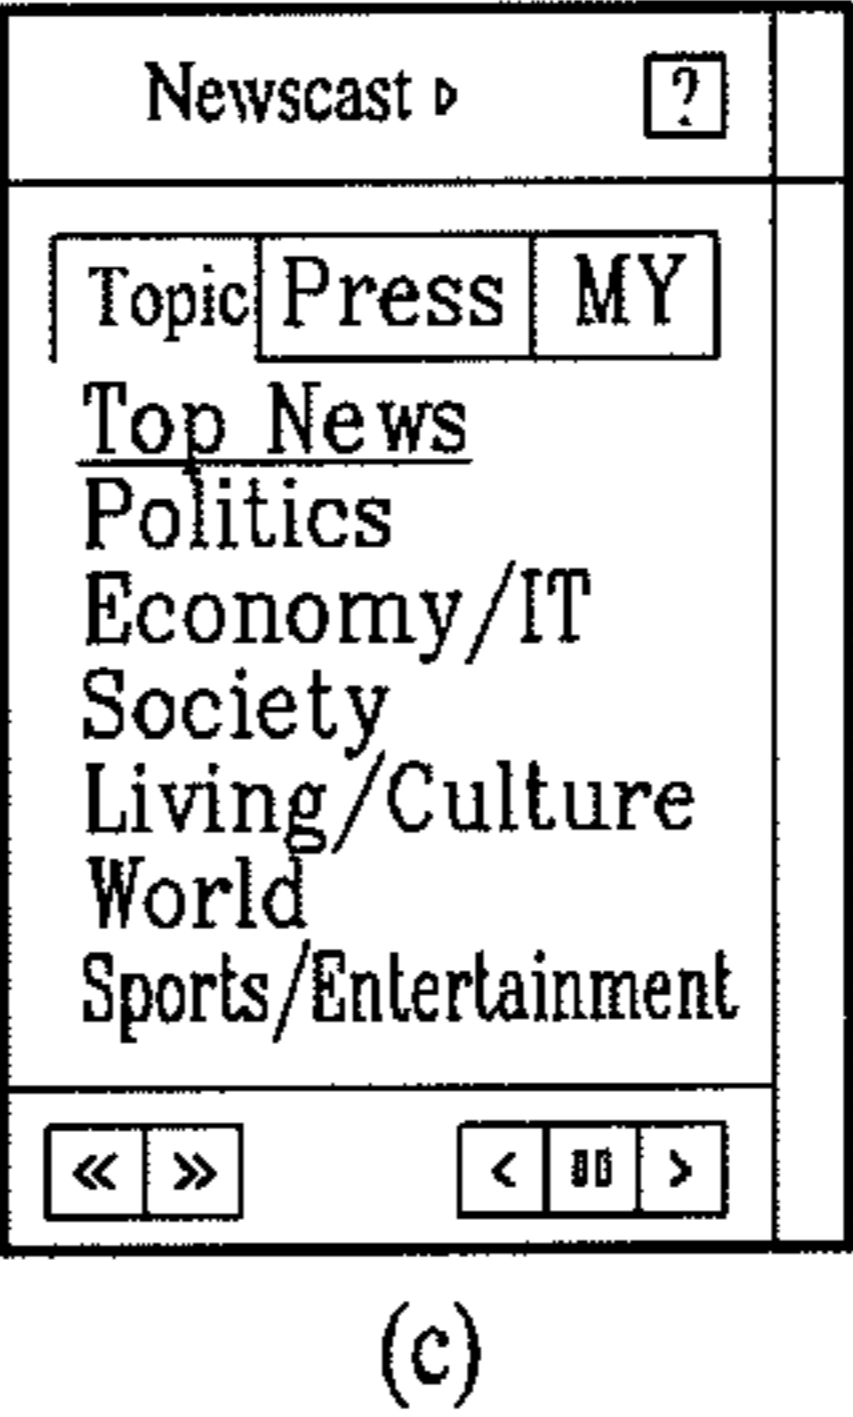 Newscast ▷ ?
Topic Press MY
Top News
Politics
Economy/IT
Society
Living/Culture
World
Sports/Entertainment
« » < ▯▯ >
(c)